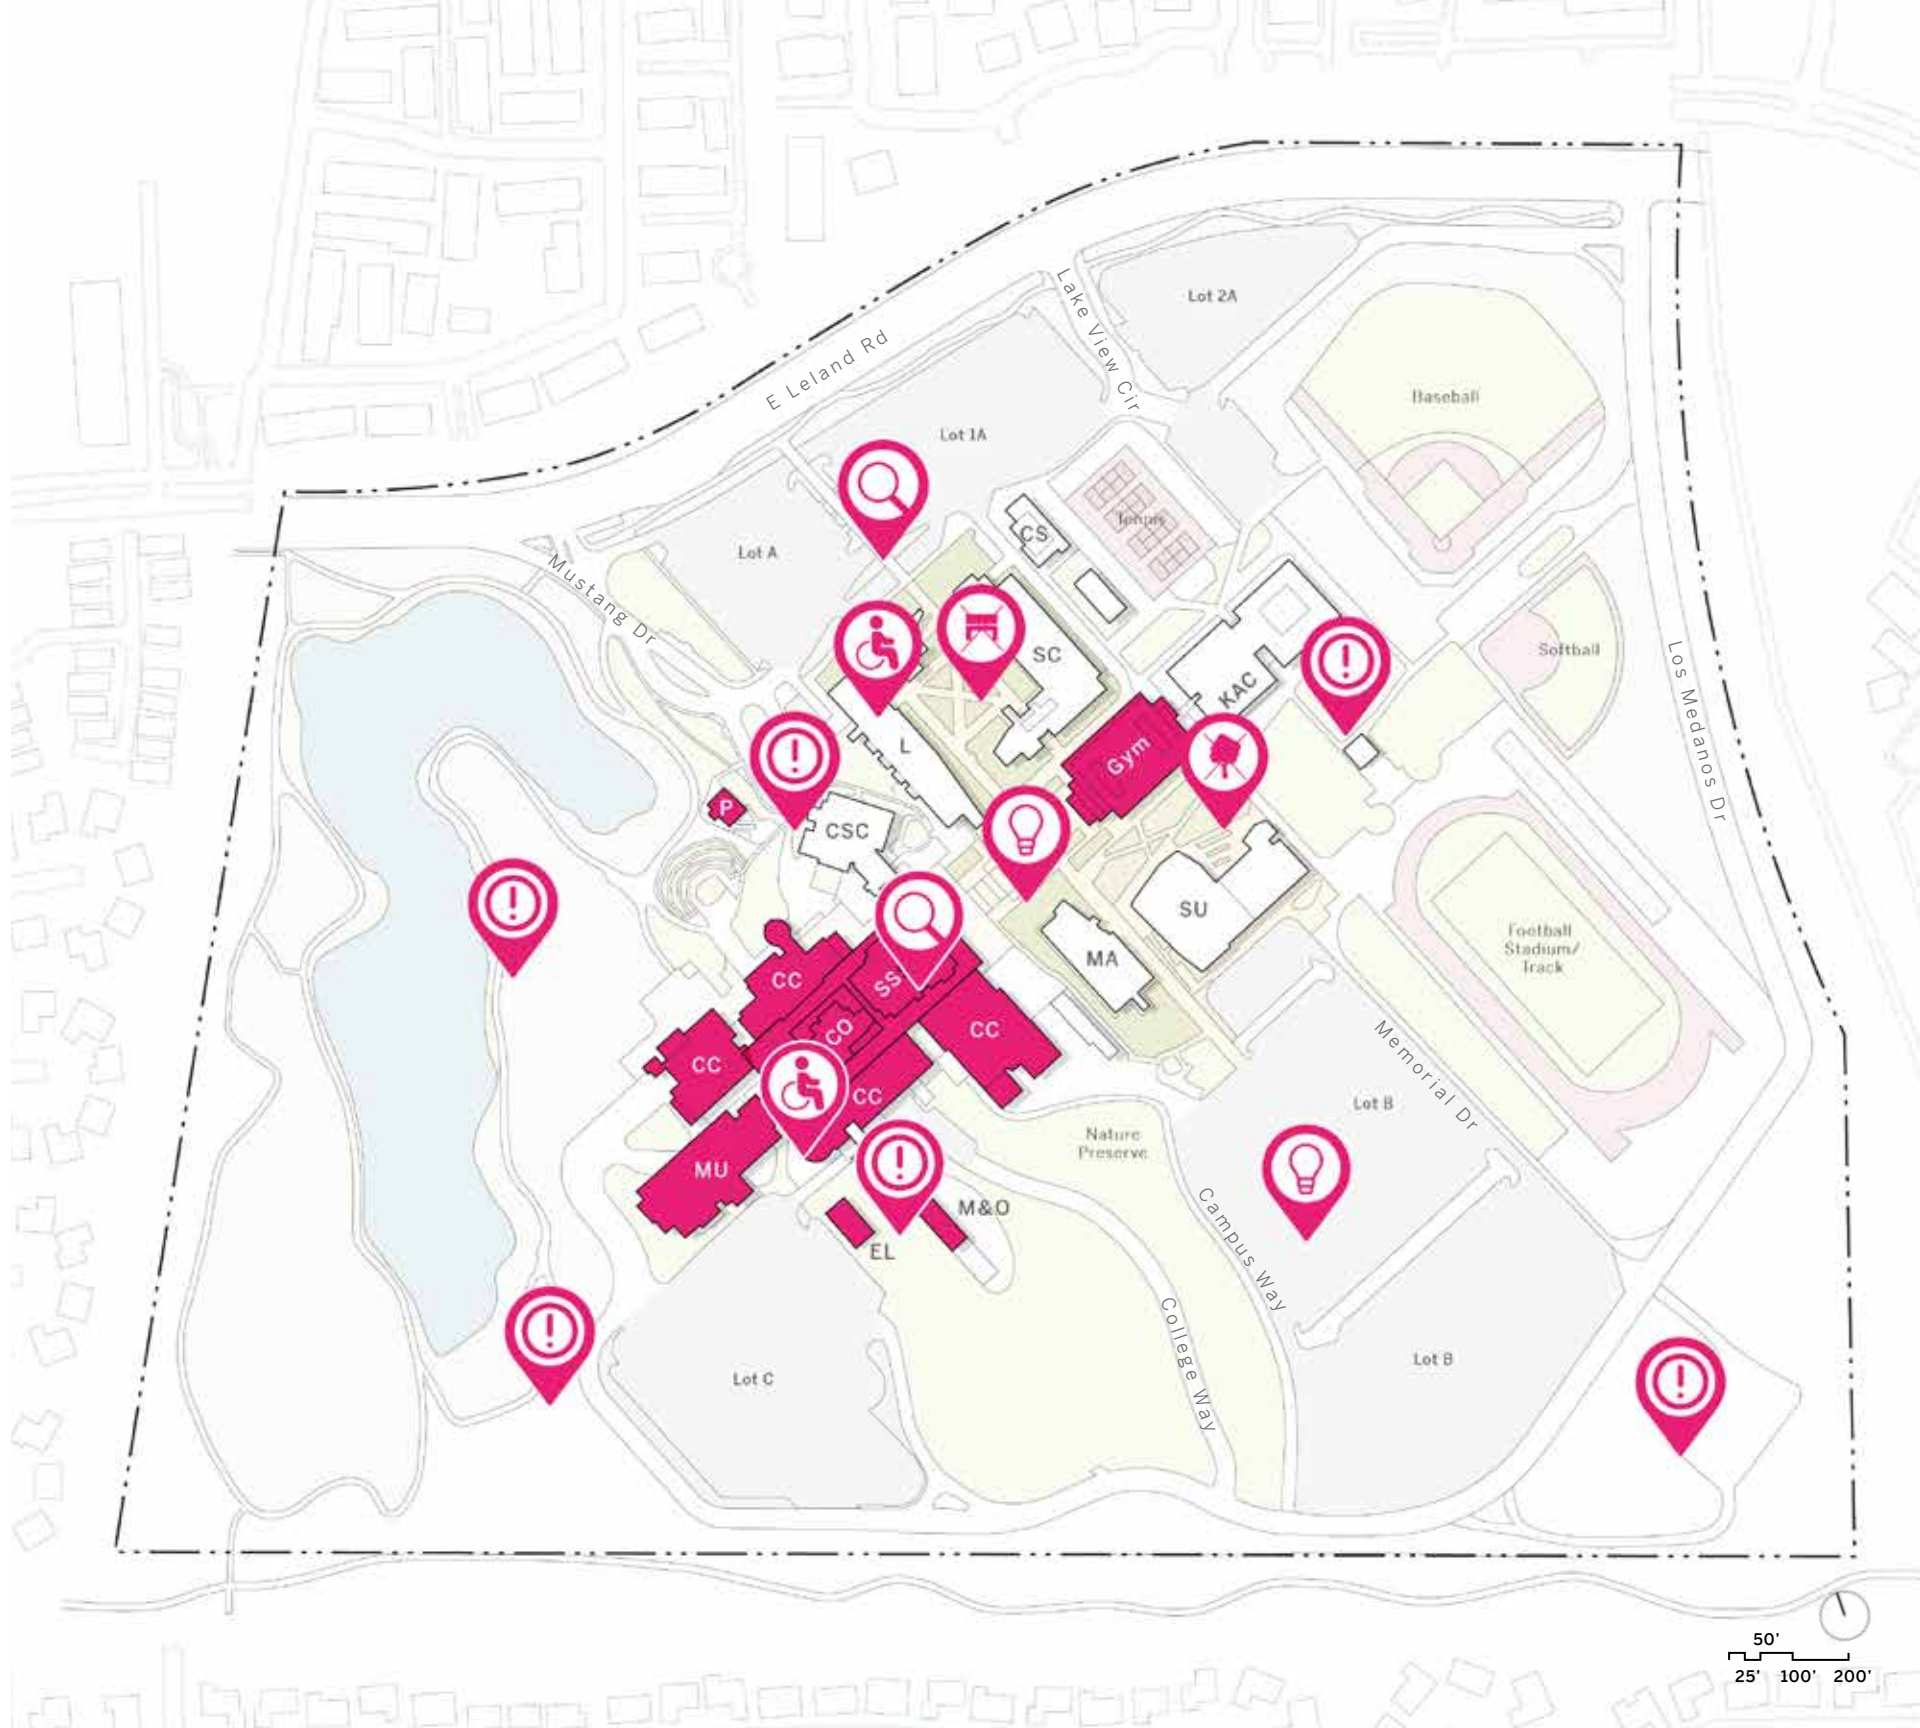 Lot 2A
Lake View Cir
E Leland Rd
Baseball
Lot 1A
Tennis
CS
Lot A
Mustang Dr
SC
Softball
KAC
Los Medanos Dr
L
Gym
P
CSC
SU
MA
Football
Stadium/
Track
CC
SS
CO
CC
CC
CC
Memorial Dr
Lot B
Nature
Preserve
MU
M&O
EL
Campus Way
College Way
Lot C
Lot B
50'
25' 100' 200'